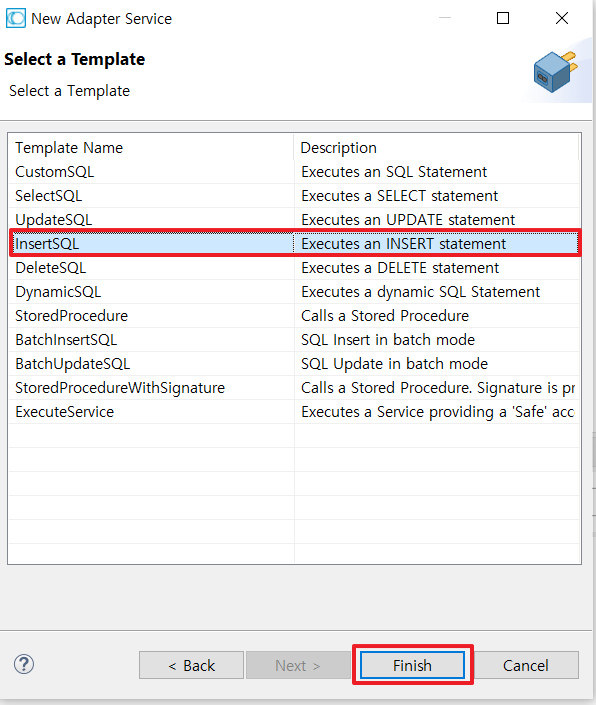 New Adapter Service
Select a Template
Select a Template
Template Name Description
CustomSQL Executes an SQL Statement
SelectSQL Executes a SELECT statement
UpdateSQL Executes an UPDATE statement
InsertSQL Executes an INSERT statement
DeleteSQL Executes a DELETE statement
DynamicSQL Executes a dynamic SQL Statement
StoredProcedure Calls a Stored Procedure
BatchInsertSQL SQL Insert in batch mode
BatchUpdateSQL SQL Update in batch mode
StoredProcedureWithSignature Calls a Stored Procedure. Signature is pr
ExecuteService Executes a Service providing a 'Safe' acc
? < Back Next > Finish Cancel